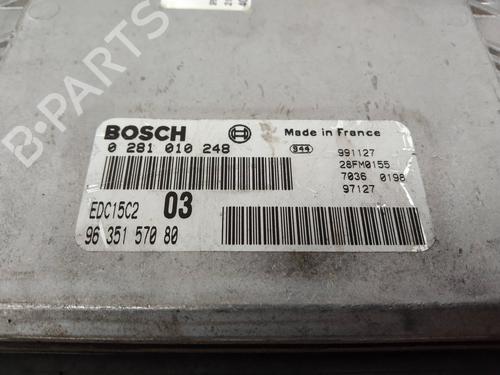 B-PARTS
BOSCH
Made in France
0 281 010 248
944
991127
28FM0155
7036 0198
97127
EDC15C2 03
96 351 570 80